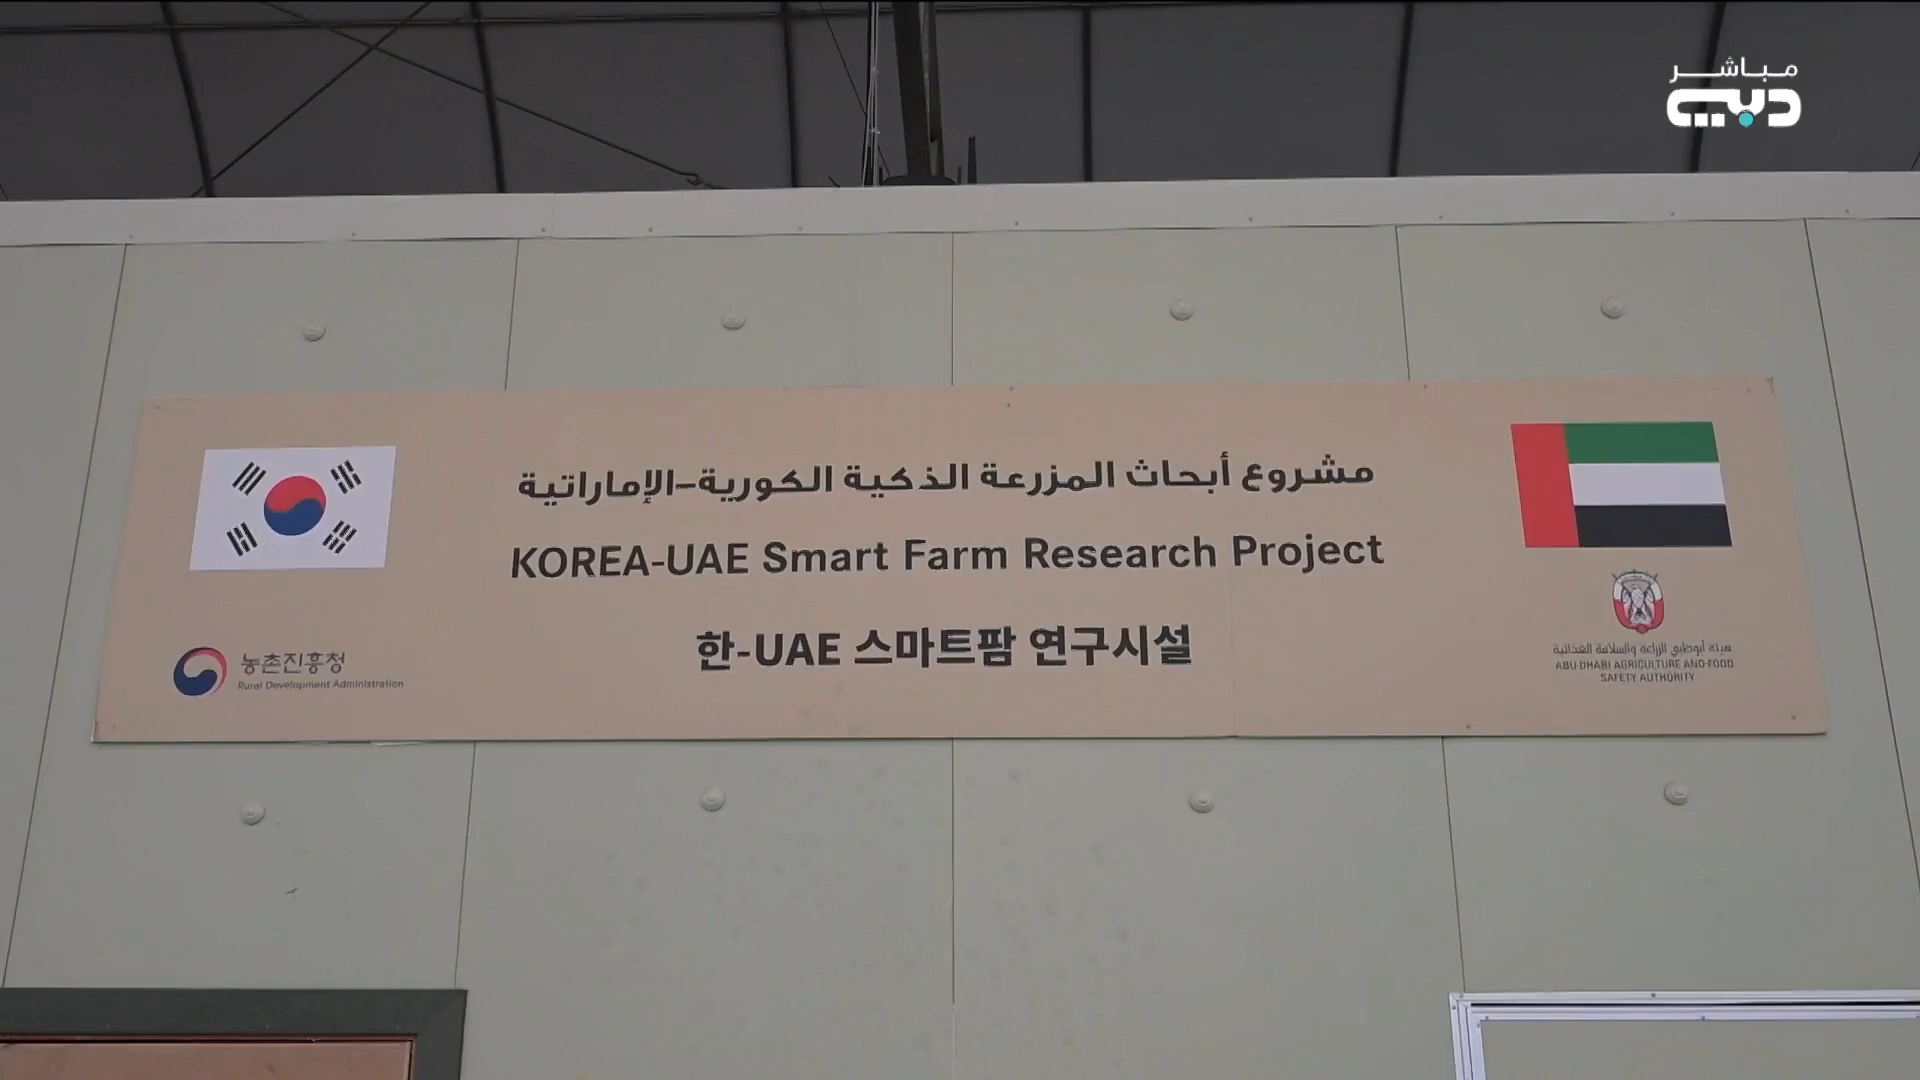 مباشر
دبي
مشروع أبحاث المزرعة الذكية الكورية-الإماراتية
KOREA-UAE Smart Farm Research Project
한-UAE 스마트팜 연구시설
농촌진흥청
Rural Development Administration
هيئة أبوظبي للزراعة والسلامة الغذائية
ABU DHABI AGRICULTURE AND FOOD
SAFETY AUTHORITY